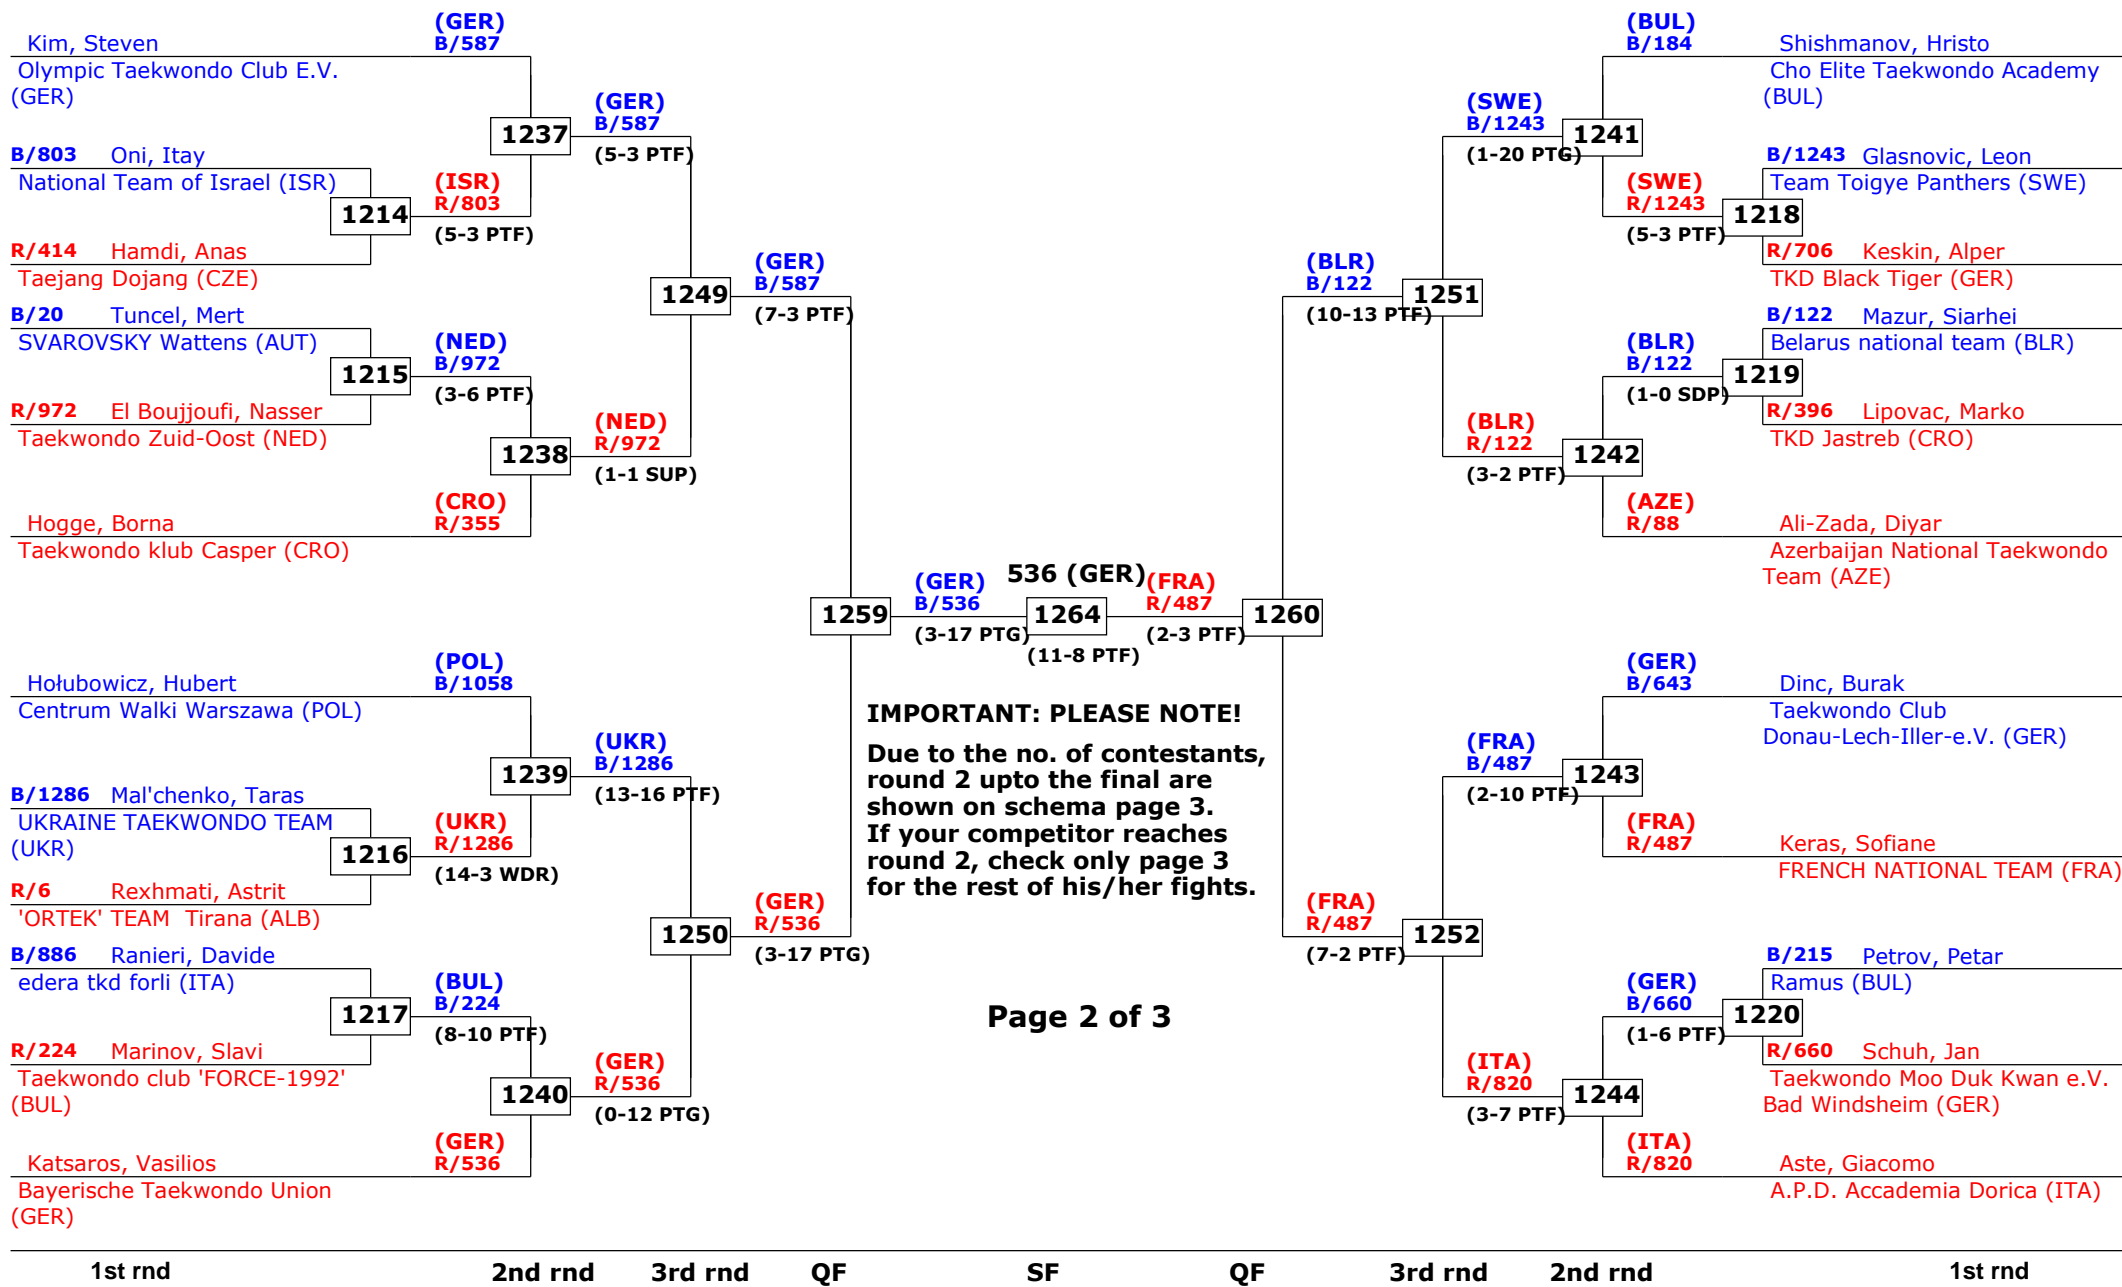 (GER)
Kim, Steven
B/587
Olympic Taekwondo Club E.V.
(GER)
(GER)
B/587
1237
(5-3 PTF)
B/803 Oni, Itay
National Team of Israel (ISR)
(ISR)
R/803
1214
(5-3 PTF)
R/414 Hamdi, Anas
Taejang Dojang (CZE)
(GER)
B/587
1249
(7-3 PTF)
B/20 Tuncel, Mert
SVAROVSKY Wattens (AUT)
(NED)
B/972
1215
(3-6 PTF)
R/972 El Boujjoufi, Nasser
Taekwondo Zuid-Oost (NED)
(NED)
R/972
1238
(1-1 SUP)
(CRO)
R/355
Hogge, Borna
Taekwondo klub Casper (CRO)
1259
(GER)
B/536
(3-17 PTG)
536 (GER)
1264
(11-8 PTF)
(FRA)
R/487
(2-3 PTF)
1260
(POL)
Hołubowicz, Hubert
B/1058
Centrum Walki Warszawa (POL)
(UKR)
B/1286
1239
(13-16 PTF)
B/1286 Mal'chenko, Taras
UKRAINE TAEKWONDO TEAM
(UKR)
(UKR)
R/1286
1216
(14-3 WDR)
R/6 Rexhmati, Astrit
'ORTEK' TEAM Tirana (ALB)
(GER)
R/536
1250
(3-17 PTG)
B/886 Ranieri, Davide
edera tkd forli (ITA)
(BUL)
B/224
1217
(8-10 PTF)
R/224 Marinov, Slavi
Taekwondo club 'FORCE-1992'
(BUL)
(GER)
R/536
1240
(0-12 PTG)
(GER)
R/536
Katsaros, Vasilios
Bayerische Taekwondo Union
(GER)
IMPORTANT: PLEASE NOTE!
Due to the no. of contestants,
round 2 upto the final are
shown on schema page 3.
If your competitor reaches
round 2, check only page 3
for the rest of his/her fights.
Page 2 of 3
(BUL)
B/184
Shishmanov, Hristo
Cho Elite Taekwondo Academy
(BUL)
(SWE)
B/1243
1241
(1-20 PTG)
B/1243 Glasnovic, Leon
Team Toigye Panthers (SWE)
(SWE)
R/1243
1218
(5-3 PTF)
R/706 Keskin, Alper
TKD Black Tiger (GER)
(BLR)
B/122
1251
(10-13 PTF)
B/122 Mazur, Siarhei
Belarus national team (BLR)
(BLR)
B/122
1219
(1-0 SDP)
R/396 Lipovac, Marko
TKD Jastreb (CRO)
(BLR)
R/122
1242
(3-2 PTF)
(AZE)
R/88
Ali-Zada, Diyar
Azerbaijan National Taekwondo
Team (AZE)
(GER)
B/643
Dinc, Burak
Taekwondo Club
Donau-Lech-Iller-e.V. (GER)
(FRA)
B/487
1243
(2-10 PTF)
(FRA)
R/487
Keras, Sofiane
FRENCH NATIONAL TEAM (FRA)
(FRA)
R/487
1252
(7-2 PTF)
B/215 Petrov, Petar
Ramus (BUL)
(GER)
B/660
1220
(1-6 PTF)
R/660 Schuh, Jan
Taekwondo Moo Duk Kwan e.V.
Bad Windsheim (GER)
(ITA)
R/820
1244
(3-7 PTF)
(ITA)
R/820
Aste, Giacomo
A.P.D. Accademia Dorica (ITA)
1st rnd 2nd rnd 3rd rnd QF SF QF 3rd rnd 2nd rnd 1st rnd